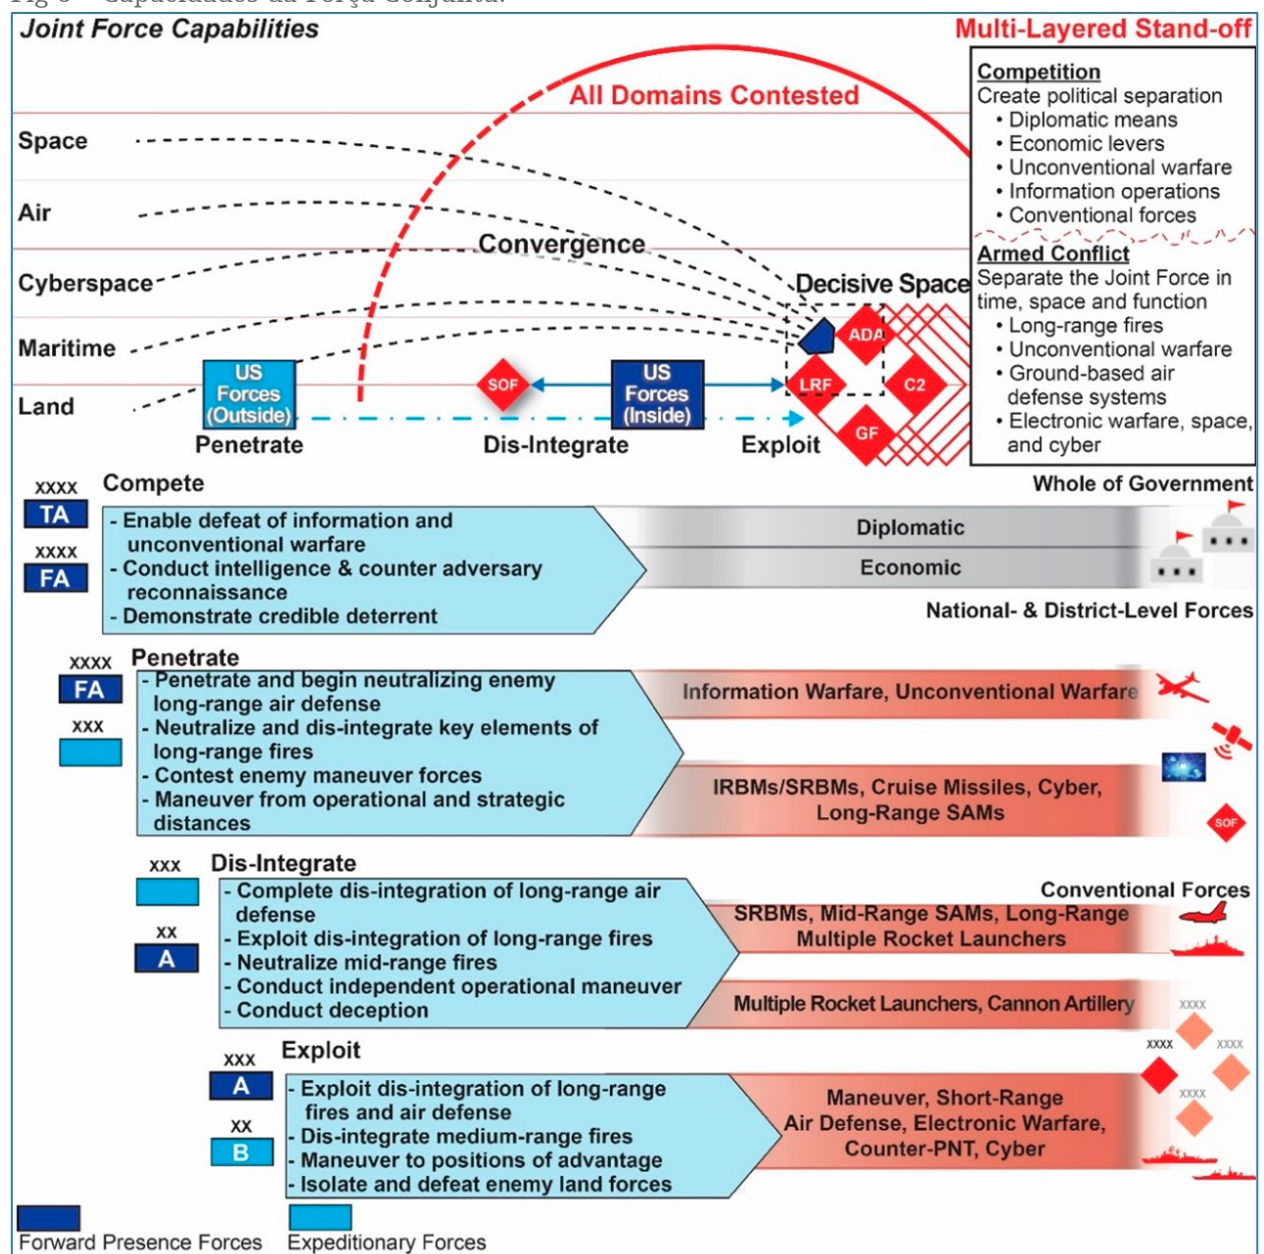 Fig 3 – Capacidades da Força Conjunta.
Joint Force Capabilities
Multi-Layered Stand-off
All Domains Contested
Space
Air
Cyberspace
Maritime
Land
Convergence
Decisive Space
ADA
LRF
C2
GF
SOF
US
Forces
(Outside)
US
Forces
(Inside)
Penetrate
Dis-Integrate
Exploit
Competition
Create political separation
• Diplomatic means
• Economic levers
• Unconventional warfare
• Information operations
• Conventional forces
Armed Conflict
Separate the Joint Force in
time, space and function
• Long-range fires
• Unconventional warfare
• Ground-based air
defense systems
• Electronic warfare, space,
and cyber
XXXX
TA
XXXX
FA
Compete
- Enable defeat of information and
unconventional warfare
- Conduct intelligence & counter adversary
reconnaissance
- Demonstrate credible deterrent
Whole of Government
Diplomatic
Economic
National- & District-Level Forces
XXXX
FA
XXX
Penetrate
- Penetrate and begin neutralizing enemy
long-range air defense
- Neutralize and dis-integrate key elements of
long-range fires
- Contest enemy maneuver forces
- Maneuver from operational and strategic
distances
Information Warfare, Unconventional Warfare
IRBMs/SRBMs, Cruise Missiles, Cyber,
Long-Range SAMs
SOF
XXX
XX
A
Dis-Integrate
- Complete dis-integration of long-range air
defense
- Exploit dis-integration of long-range fires
- Neutralize mid-range fires
- Conduct independent operational maneuver
- Conduct deception
Conventional Forces
SRBMs, Mid-Range SAMs, Long-Range
Multiple Rocket Launchers
Multiple Rocket Launchers, Cannon Artillery
XXXX
XXXX
XXXX
XXXX
XXX
A
XX
B
Exploit
- Exploit dis-integration of long-range
fires and air defense
- Dis-integrate medium-range fires
- Maneuver to positions of advantage
- Isolate and defeat enemy land forces
Maneuver, Short-Range
Air Defense, Electronic Warfare,
Counter-PNT, Cyber
Forward Presence Forces
Expeditionary Forces